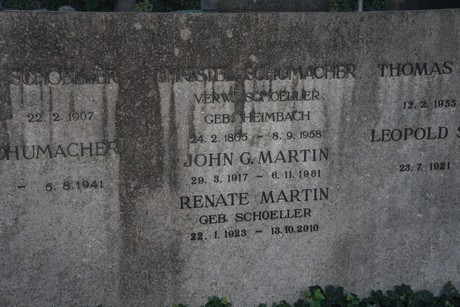 SCHOELLER
22. 2. 1907
SCHUMACHER
– 5. 8. 1941
CHRISTEL SCHUMACHER
VERW. SCHOELLER
GEB. HEIMBACH
24. 2. 1865 – 8. 9. 1958
JOHN G. MARTIN
29. 3. 1917 – 6. 11. 1981
RENATE MARTIN
GEB. SCHOELLER
22. 1. 1923 – 13. 10. 2010
THOMAS
12. 2. 1955
LEOPOLD S
23. 7. 1921